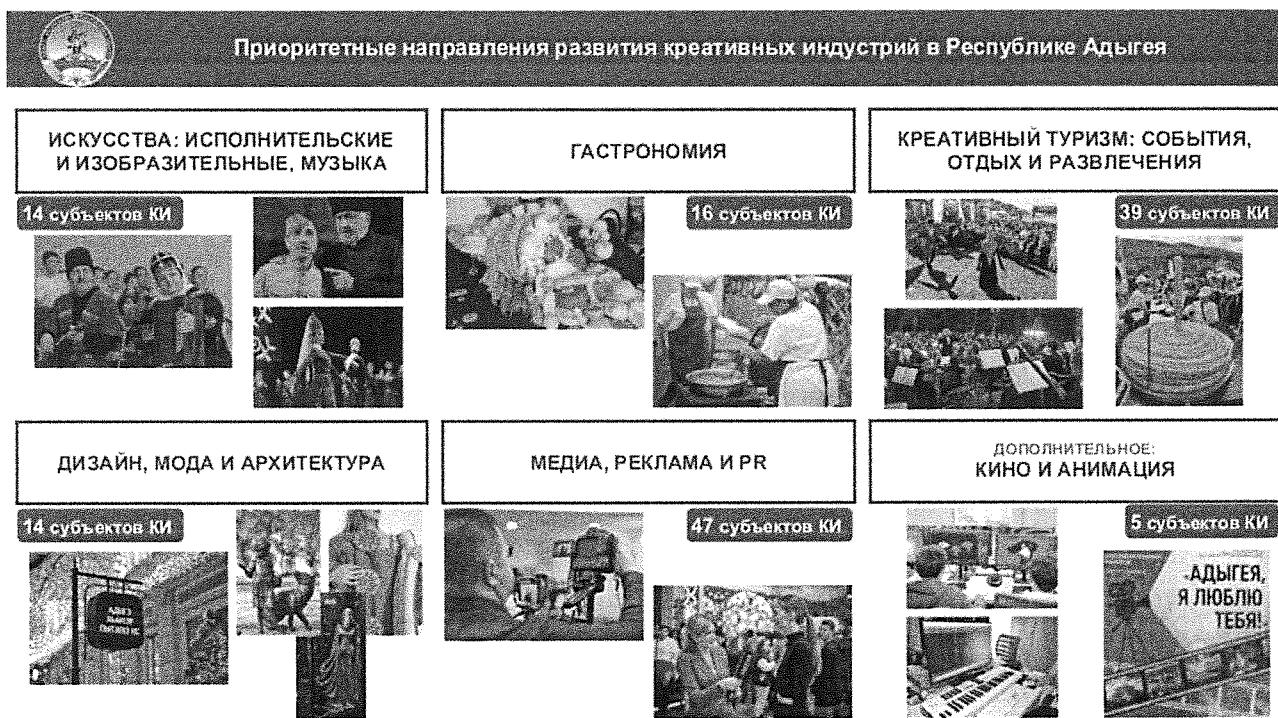 Приоритетные направления развития креативных индустрий в Республике Адыгея
ИСКУССТВА: ИСПОЛНИТЕЛЬСКИЕ
И ИЗОБРАЗИТЕЛЬНЫЕ, МУЗЫКА
14 субъектов КИ
ГАСТРОНОМИЯ
16 субъектов КИ
КРЕАТИВНЫЙ ТУРИЗМ: СОБЫТИЯ,
ОТДЫХ И РАЗВЛЕЧЕНИЯ
39 субъектов КИ
ДИЗАЙН, МОДА И АРХИТЕКТУРА
14 субъектов КИ
МЕДИА, РЕКЛАМА И PR
47 субъектов КИ
ДОПОЛНИТЕЛЬНОЕ:
КИНО И АНИМАЦИЯ
5 субъектов КИ
«АДЫГЕЯ,
Я ЛЮБЛЮ
ТЕБЯ!»